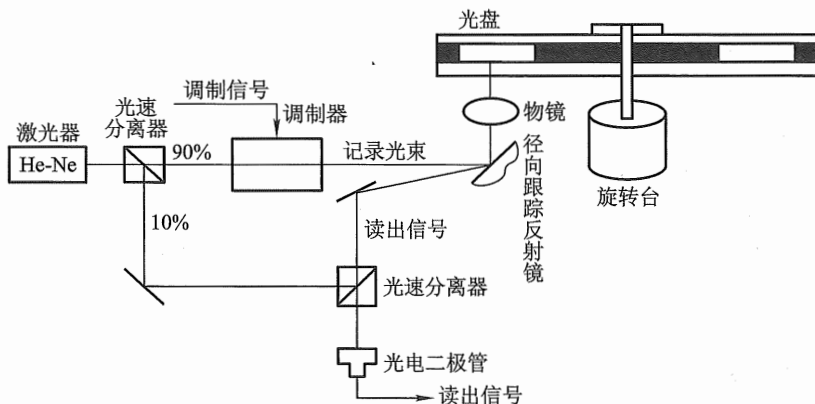 光盘
调制信号
光速
分离器
调制器
物镜
激光器
He-Ne
90%
记录光束
径向跟踪反射镜
旋转台
10%
读出信号
光速分离器
光电二极管
读出信号